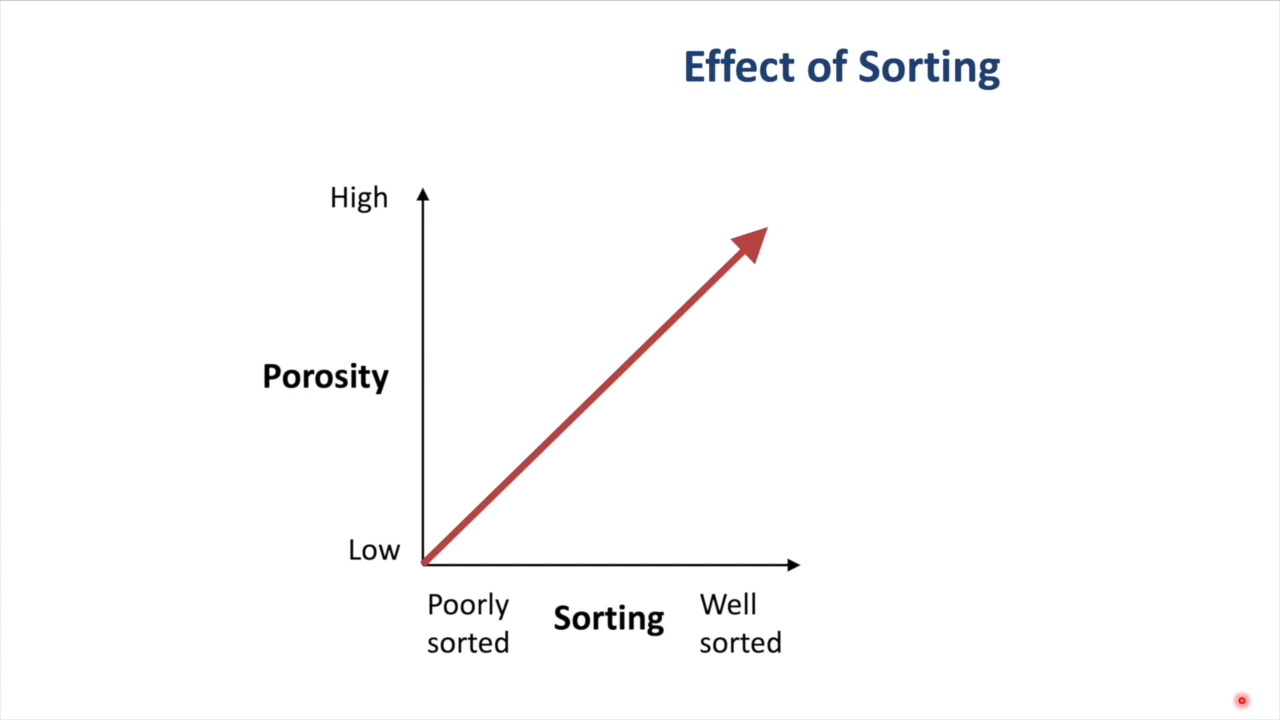 Effect of Sorting
High
Porosity
Low
Poorly
sorted
Sorting
Well
sorted